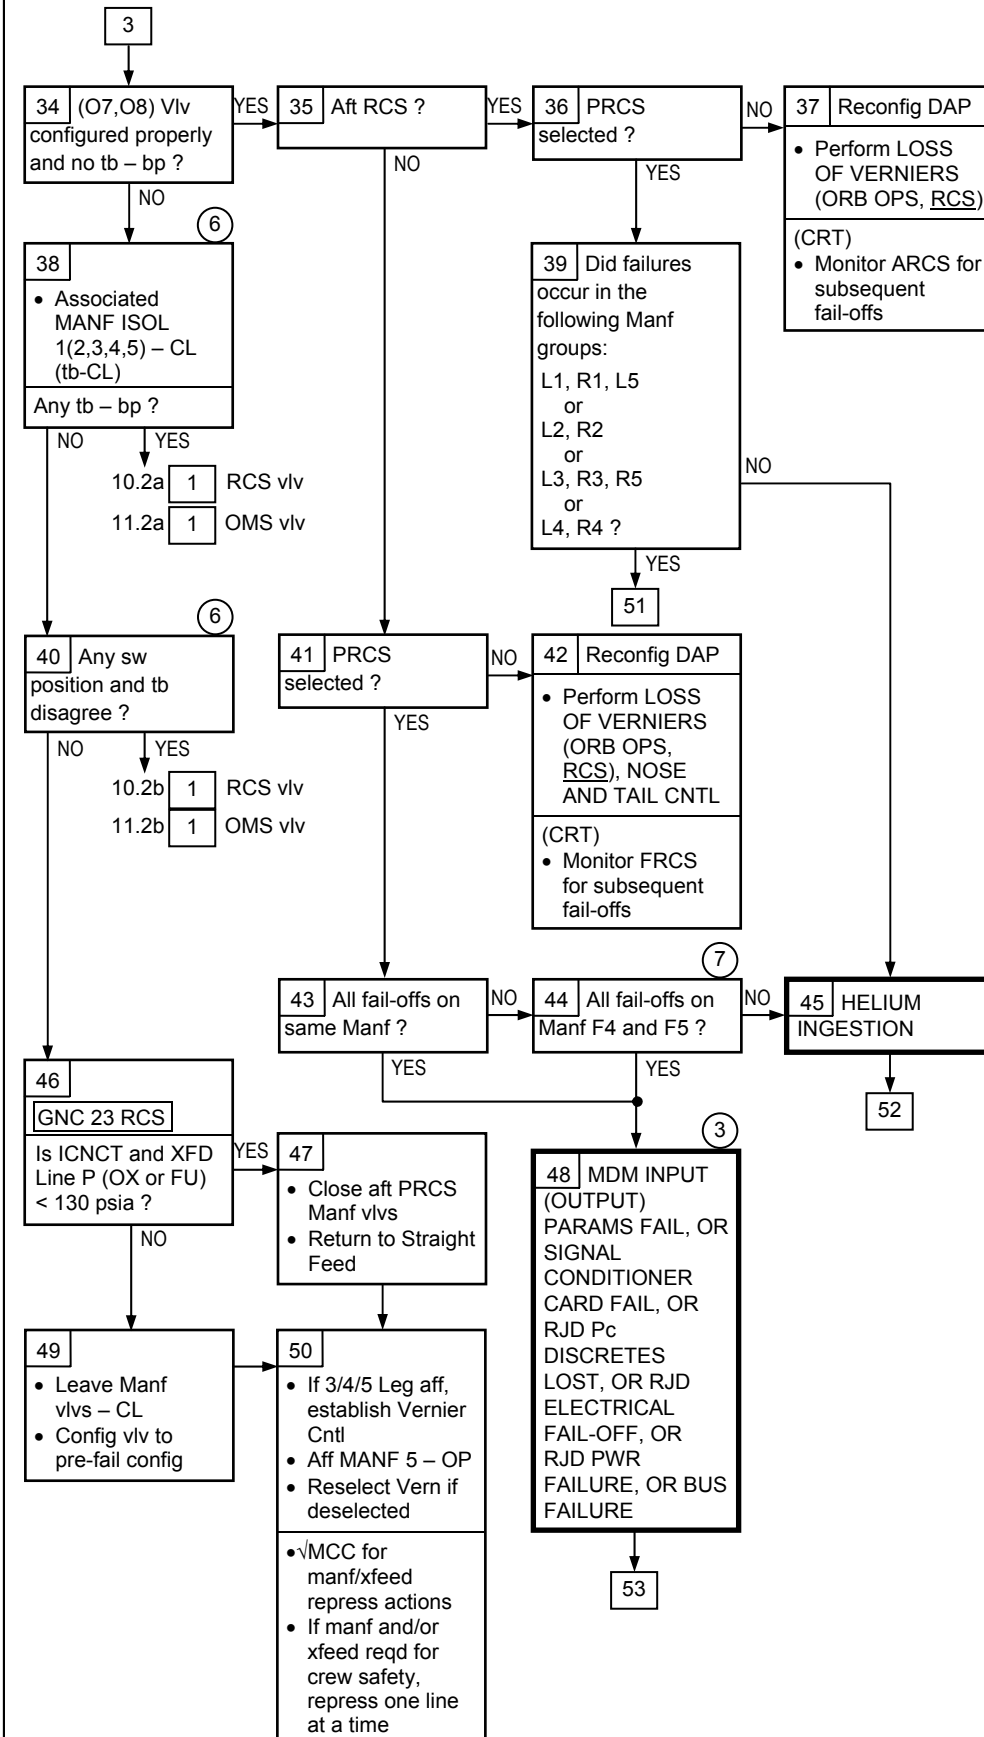 3
34 (O7,O8) Vlv
configured properly
and no tb – bp ?
YES
NO
35 Aft RCS ?
YES
NO
36 PRCS
selected ?
NO
YES
37 Reconfig DAP
• Perform LOSS
OF VERNIERS
(ORB OPS, RCS)
(CRT)
• Monitor ARCS for
subsequent
fail-offs
6
38
• Associated
MANF ISOL
1(2,3,4,5) – CL
(tb-CL)
Any tb – bp ?
NO
YES
10.2a 1 RCS vlv
11.2a 1 OMS vlv
39 Did failures
occur in the
following Manf
groups:
L1, R1, L5
or
L2, R2
or
L3, R3, R5
or
L4, R4 ?
NO
YES
51
6
40 Any sw
position and tb
disagree ?
NO
YES
10.2b 1 RCS vlv
11.2b 1 OMS vlv
41 PRCS
selected ?
NO
YES
42 Reconfig DAP
• Perform LOSS
OF VERNIERS
(ORB OPS,
RCS), NOSE
AND TAIL CNTL
(CRT)
• Monitor FRCS
for subsequent
fail-offs
43 All fail-offs on
same Manf ?
NO
YES
7
44 All fail-offs on
Manf F4 and F5 ?
NO
YES
45 HELIUM
INGESTION
52
46
GNC 23 RCS
Is ICNCT and XFD
Line P (OX or FU)
< 130 psia ?
YES
NO
47
• Close aft PRCS
Manf vlvs
• Return to Straight
Feed
3
48 MDM INPUT
(OUTPUT)
PARAMS FAIL, OR
SIGNAL
CONDITIONER
CARD FAIL, OR
RJD Pc
DISCRETES
LOST, OR RJD
ELECTRICAL
FAIL-OFF, OR
RJD PWR
FAILURE, OR BUS
FAILURE
53
49
• Leave Manf
vlvs – CL
• Config vlv to
pre-fail config
50
• If 3/4/5 Leg aff,
establish Vernier
Cntl
• Aff MANF 5 – OP
• Reselect Vern if
deselected
•√MCC for
manf/xfeed
repress actions
• If manf and/or
xfeed reqd for
crew safety,
repress one line
at a time